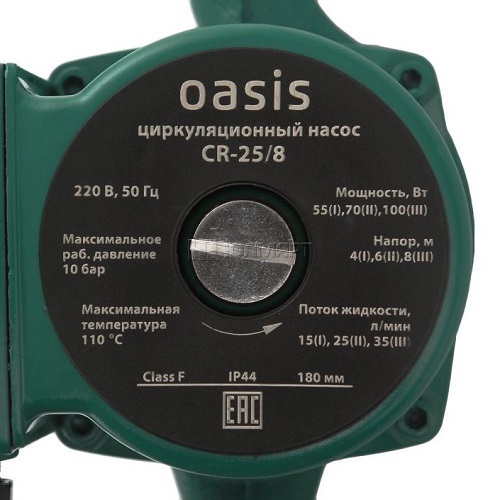 oasis
циркуляционный насос
CR-25/8
220 В, 50 Гц
Мощность, Вт
55(I),70(II),100(III)
Максимальное
раб. давление
10 бар
Напор, м
4(I),6(II),8(III)
Максимальная
температура
110 °С
Поток жидкости,
л/мин
15(I), 25(II), 35(III)
Class F
IP44
180 мм
EAC